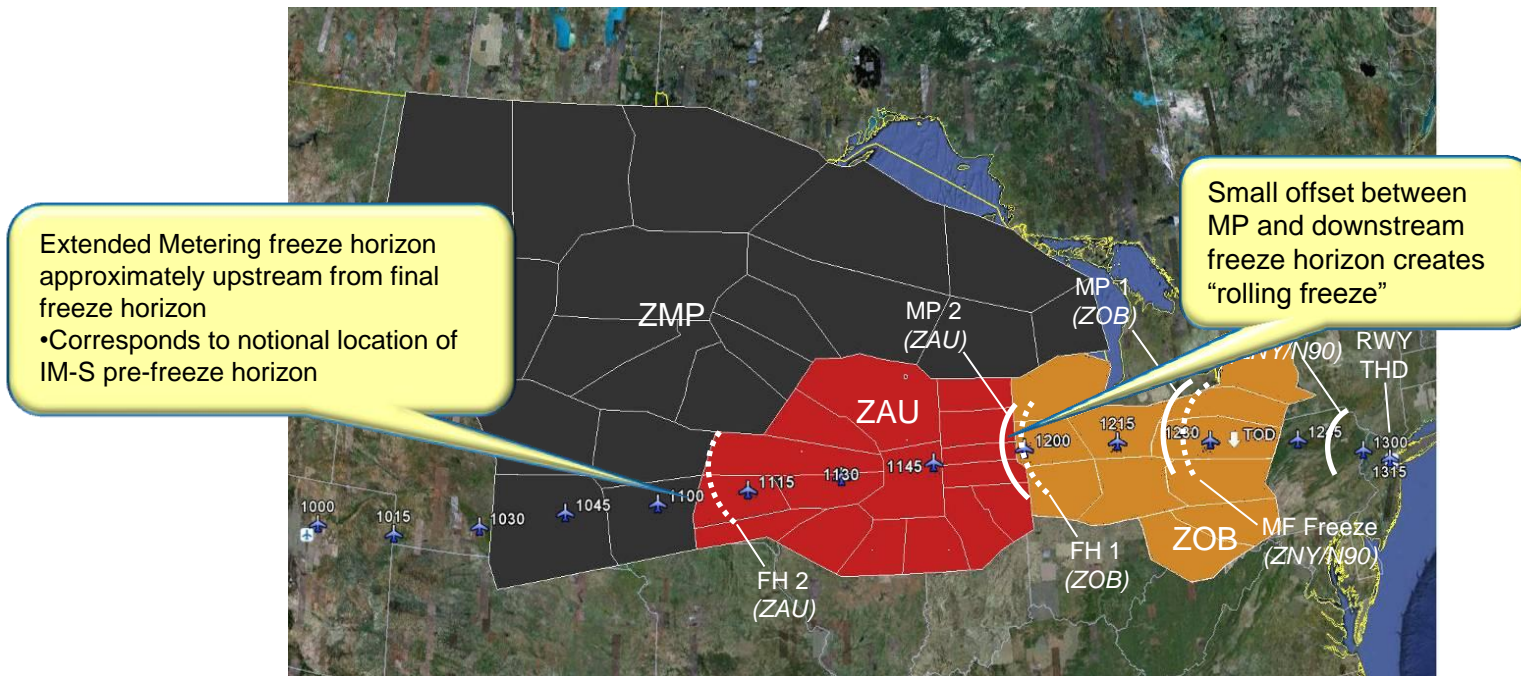 Extended Metering freeze horizon
approximately upstream from final
freeze horizon
•Corresponds to notional location of
IM-S pre-freeze horizon
Small offset between
MP and downstream
freeze horizon creates
“rolling freeze”
ZMP
MP 2
(ZAU)
MP 1
(ZOB)
ZNY/N90)
RWY
THD
ZAU
ZOB
1000
1015
1030
1045
1100
1115
1130
1145
1200
1215
1230
TOD
1245
1300
1315
FH 2
(ZAU)
FH 1
(ZOB)
MF Freeze
(ZNY/N90)